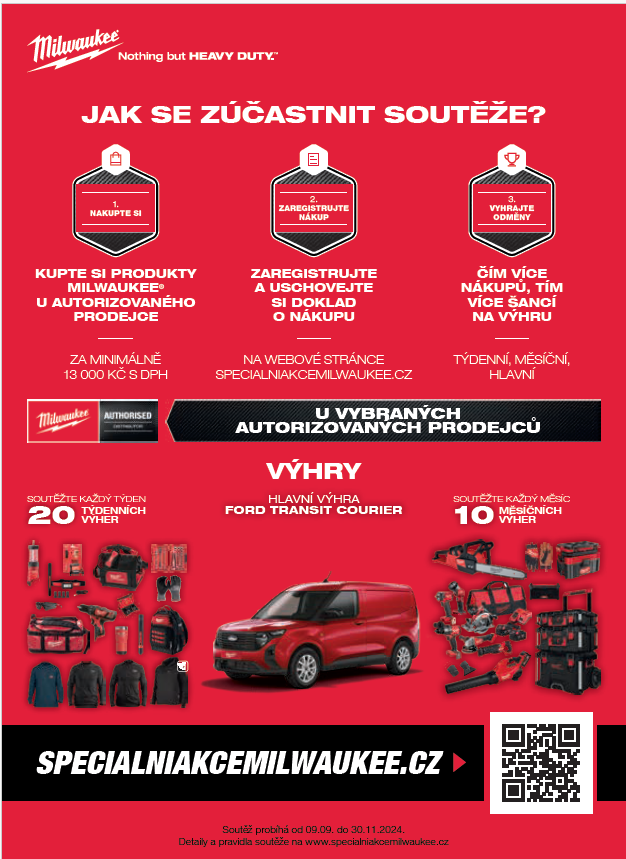 Milwaukee
Nothing but HEAVY DUTY.™
JAK SE ZÚČASTNIT SOUTĚŽE?
1.
NAKUPTE SI
2.
ZAREGISTRUJTE
NÁKUP
3.
VYHRAJTE
ODMĚNY
KUPTE SI PRODUKTY
MILWAUKEE®
U AUTORIZOVANÉHO
PRODEJCE
ZAREGISTRUJTE
A USCHOVEJTE
SI DOKLAD
O NÁKUPU
ČÍM VÍCE
NÁKUPŮ, TÍM
VÍCE ŠANCÍ
NA VÝHRU
ZA MINIMÁLNĚ
13 000 KČ S DPH
NA WEBOVÉ STRÁNCE
SPECIALNIAKCEMILWAUKEE.CZ
TÝDENNÍ, MĚSÍČNÍ,
HLAVNÍ
Milwaukee
AUTHORISED
DISTRIBUTOR
U VYBRANÝCH
AUTORIZOVANÝCH PRODEJCŮ
VÝHRY
SOUTĚŽTE KAŽDÝ TÝDEN
20 TÝDENNÍCH
VÝHER
HLAVNÍ VÝHRA
FORD TRANSIT COURIER
SOUTĚŽTE KAŽDÝ MĚSÍC
10 MĚSÍČNÍCH
VÝHER
SPECIALNIAKCEMILWAUKEE.CZ
Soutěž probíhá od 09.09. do 30.11.2024.
Detaily a pravidla soutěže na www.specialniakcemilwaukee.cz